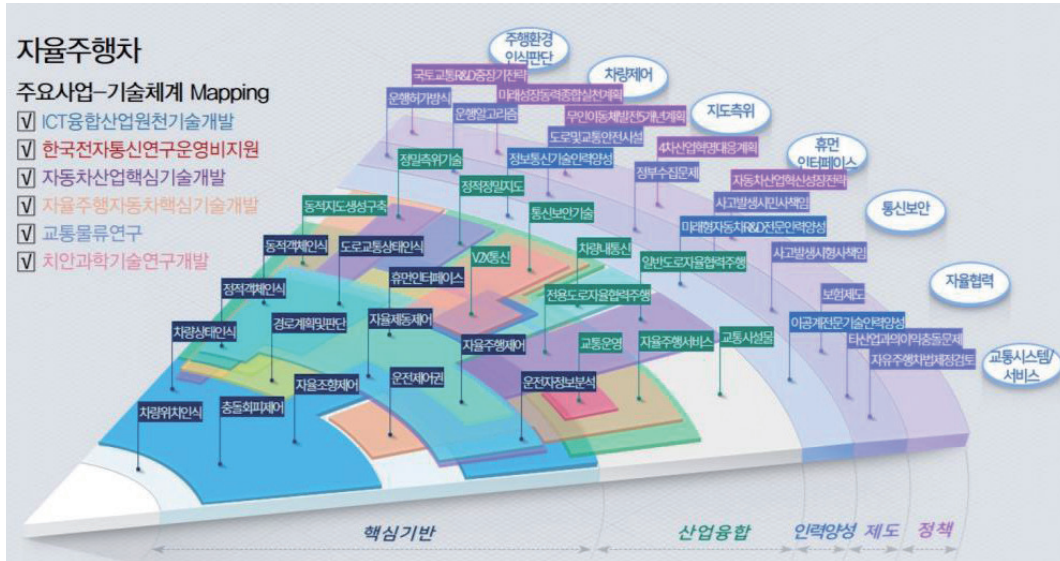 자율주행차
주요사업-기술체계 Mapping
☑ ICT융합산업원천기술개발
☑ 한국전자통신연구운영비지원
☑ 자동차산업핵심기술개발
☑ 자율주행자동차핵심기술개발
☑ 교통물류연구
☑ 치안과학기술연구개발
주행환경
인식판단
차량제어
지도측위
휴먼
인터페이스
통신보안
자율협력
교통시스템/
서비스
국토교통R&D중장기전략
운행허가방식
미래성장동력종합실천계획
운행알고리즘
무인이동체발전5개년계획
도로및교통안전시설
4차산업혁명대응계획
정밀측위기술
정보통신기술인력양성
정부수집문제
자동차산업혁신성장전략
정적정밀지도
사고발생시민사책임
동적지도생성구축
통신보안기술
미래형자동차R&D전문인력양성
동적객체인식
도로교통상태인식
V2X통신
차량내통신
일반도로자율협력주행
사고발생시형사책임
정적객체인식
휴먼인터페이스
전용도로자율협력주행
보험제도
차량상태인식
경로계획및판단
자율제동제어
자율주행제어
교통운영
자율주행서비스
교통시설물
이공계전문기술인력양성
타산업과의이익충돌문제
자유주행차법제정검토
차량위치인식
충돌회피제어
자율조향제어
운전제어권
운전자정보분석
핵심기반
산업융합
인력양성
제도
정책